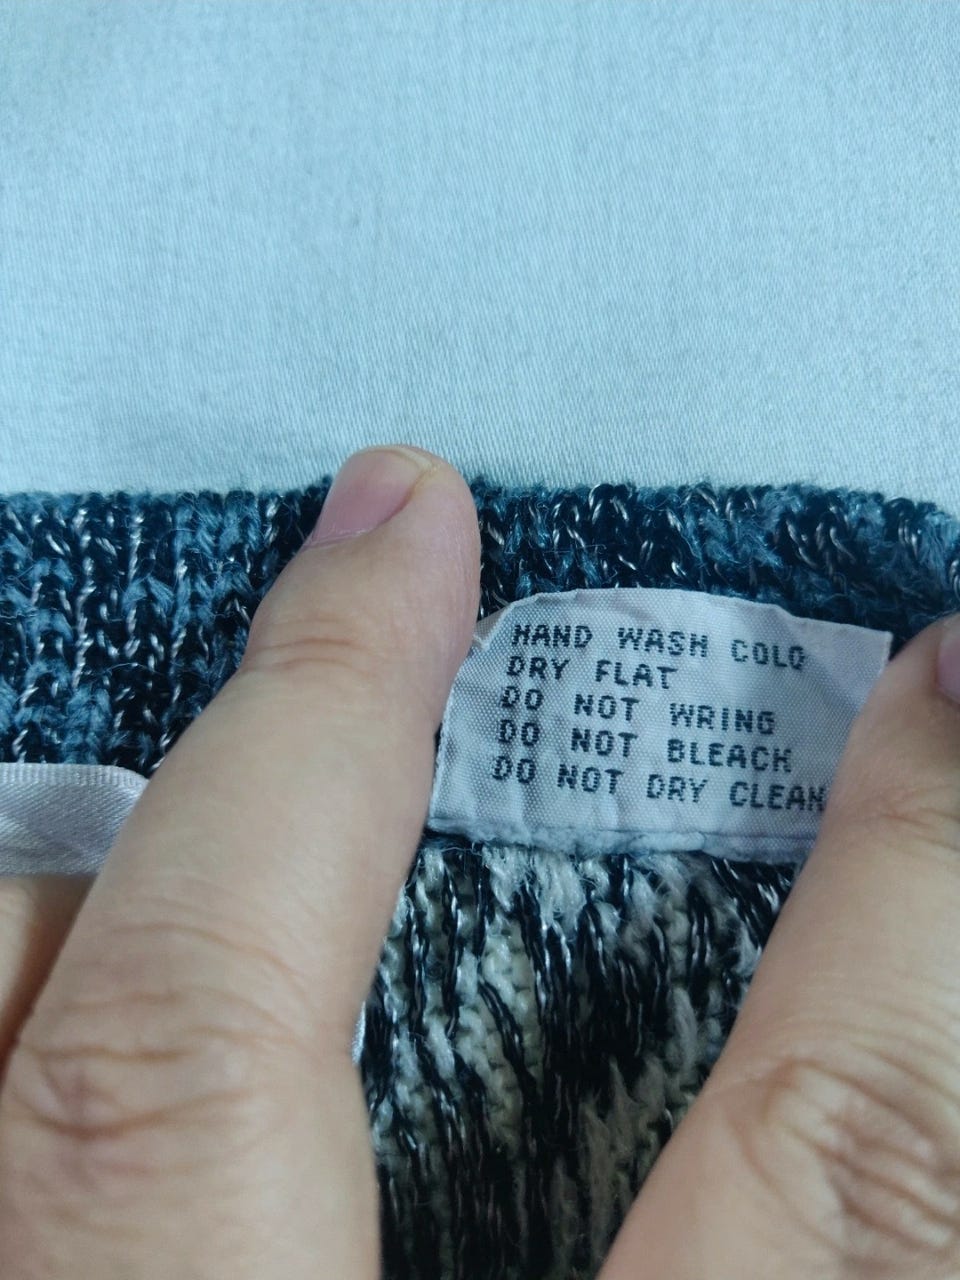 HAND WASH COLD
DRY FLAT
DO NOT WRING
DO NOT BLEACK
DO NOT DRY CLEAN